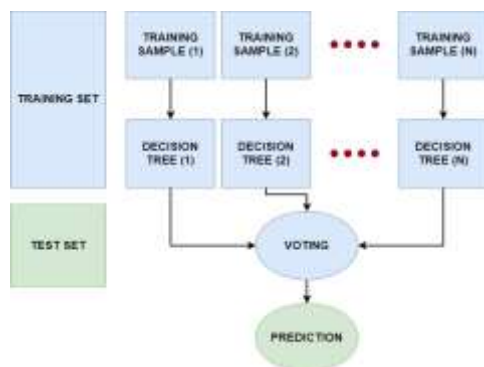 TRAINING SET
TEST SET
TRAINING
SAMPLE (1)
TRAINING
SAMPLE (2)
TRAINING
SAMPLE (N)
DECISION
TREE (1)
DECISION
TREE (2)
DECISION
TREE (N)
VOTING
PREDICTION